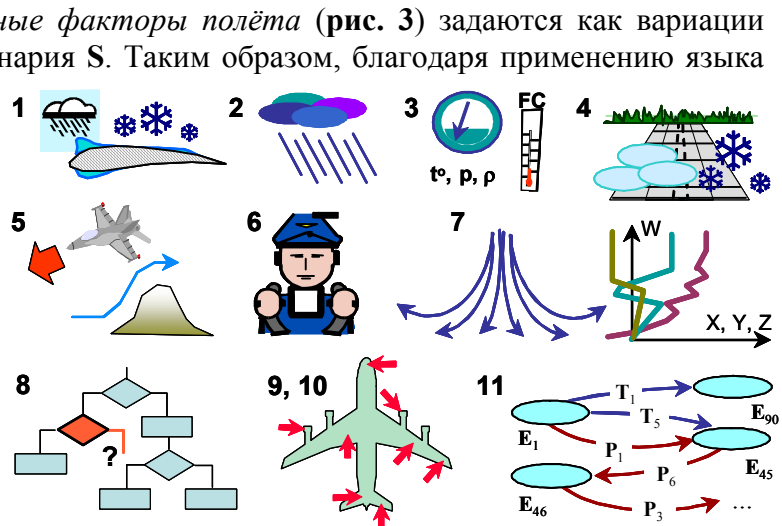 ные факторы полёта (рис. 3) задаются как вариации
нария S. Таким образом, благодаря применению языка
1 2 3 FC 4
tº, p, ρ
5 6 7 W
X, Y, Z
8 9, 10 11
T1
E90
T5
E1
P1
E45
P6
?
E46
P3 ...